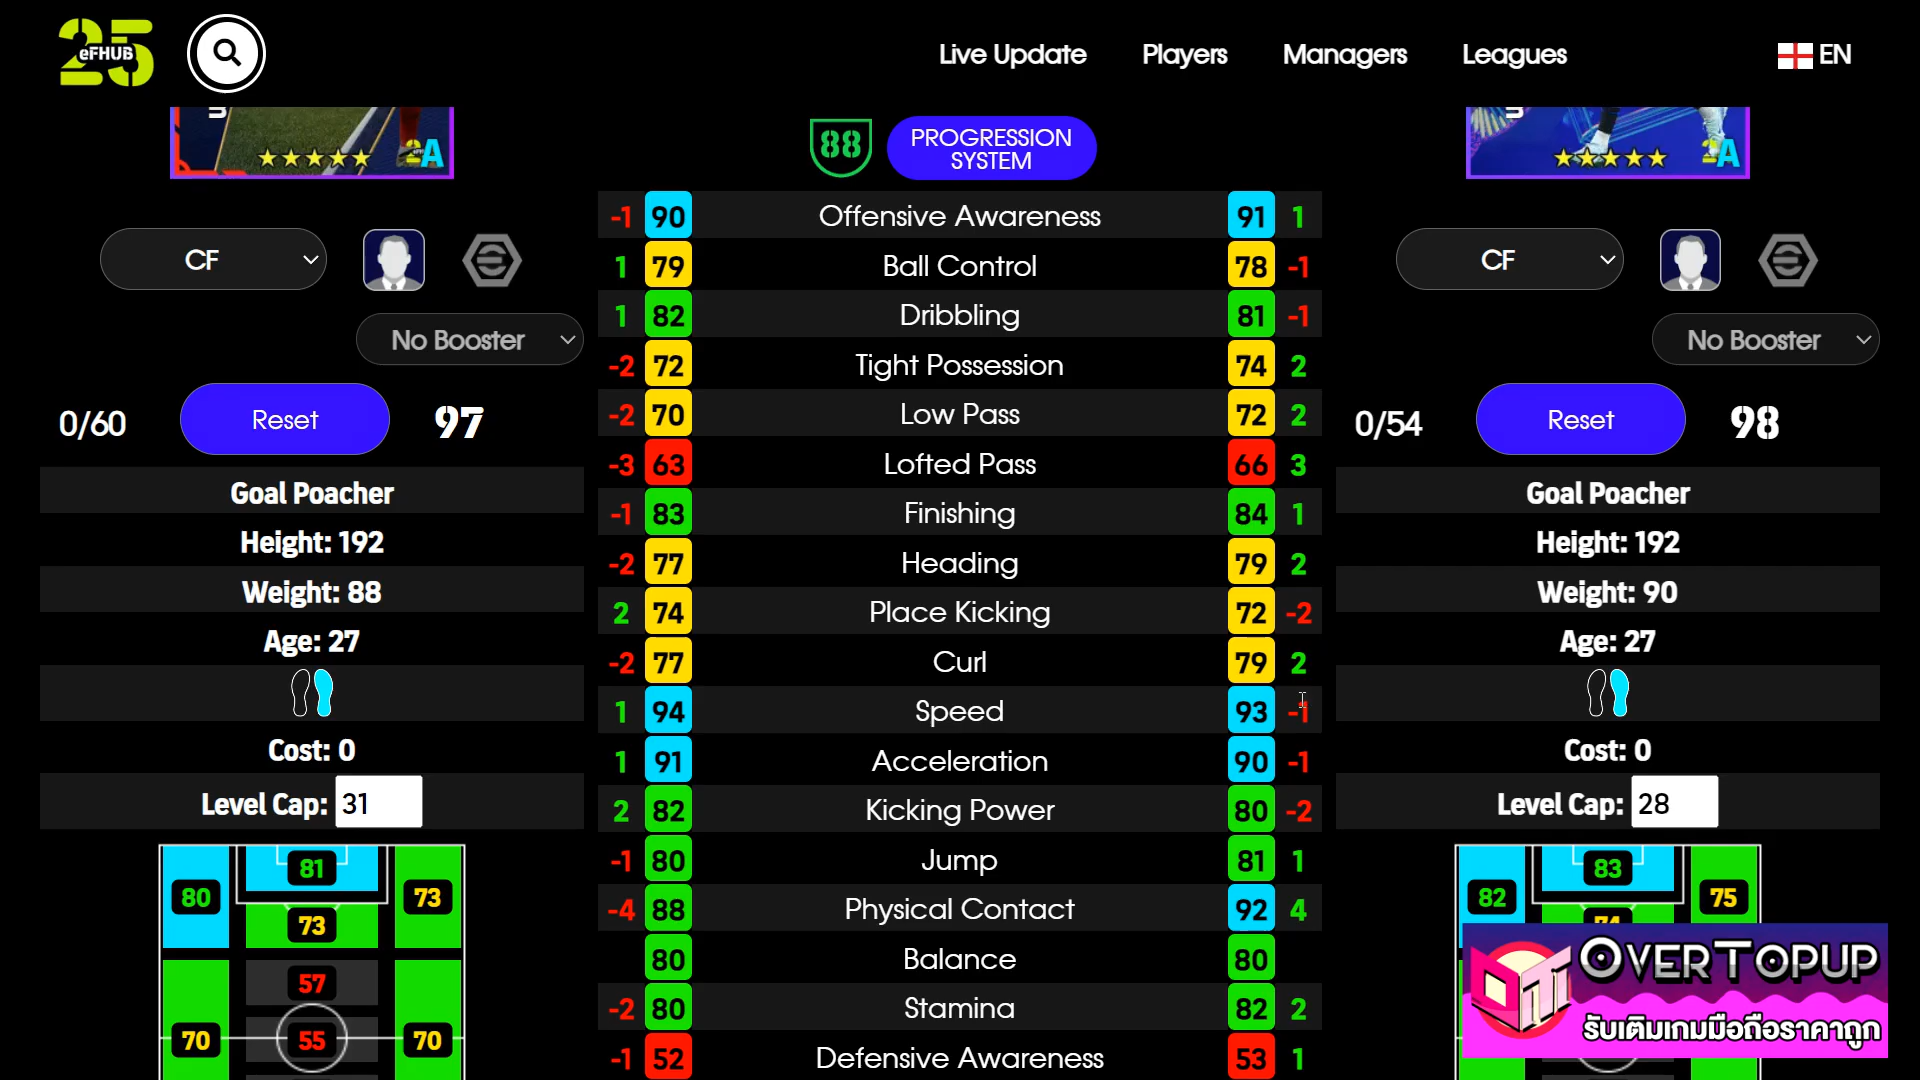 25
eFHUB
Live Update
Players
Managers
Leagues
EN
A
A
88
PROGRESSION
SYSTEM
CF
No Booster
0/60
Reset
97
Goal Poacher
Height: 192
Weight: 88
Age: 27
Cost: 0
Level Cap: 31
81
80
73
73
57
70
55
70
-1 90 Offensive Awareness 91 1
1 79 Ball Control 78 -1
1 82 Dribbling 81 -1
-2 72 Tight Possession 74 2
-2 70 Low Pass 72 2
-3 63 Lofted Pass 66 3
-1 83 Finishing 84 1
-2 77 Heading 79 2
2 74 Place Kicking 72 -2
-2 77 Curl 79 2
1 94 Speed 93 -1
1 91 Acceleration 90 -1
2 82 Kicking Power 80 -2
-1 80 Jump 81 1
-4 88 Physical Contact 92 4
80 Balance 80
-2 80 Stamina 82 2
-1 52 Defensive Awareness 53 1
CF
No Booster
0/54
Reset
98
Goal Poacher
Height: 192
Weight: 90
Age: 27
Cost: 0
Level Cap: 28
83
82
75
74
OVERTOPUP
รับเติมเกมมือถือราคาถูก